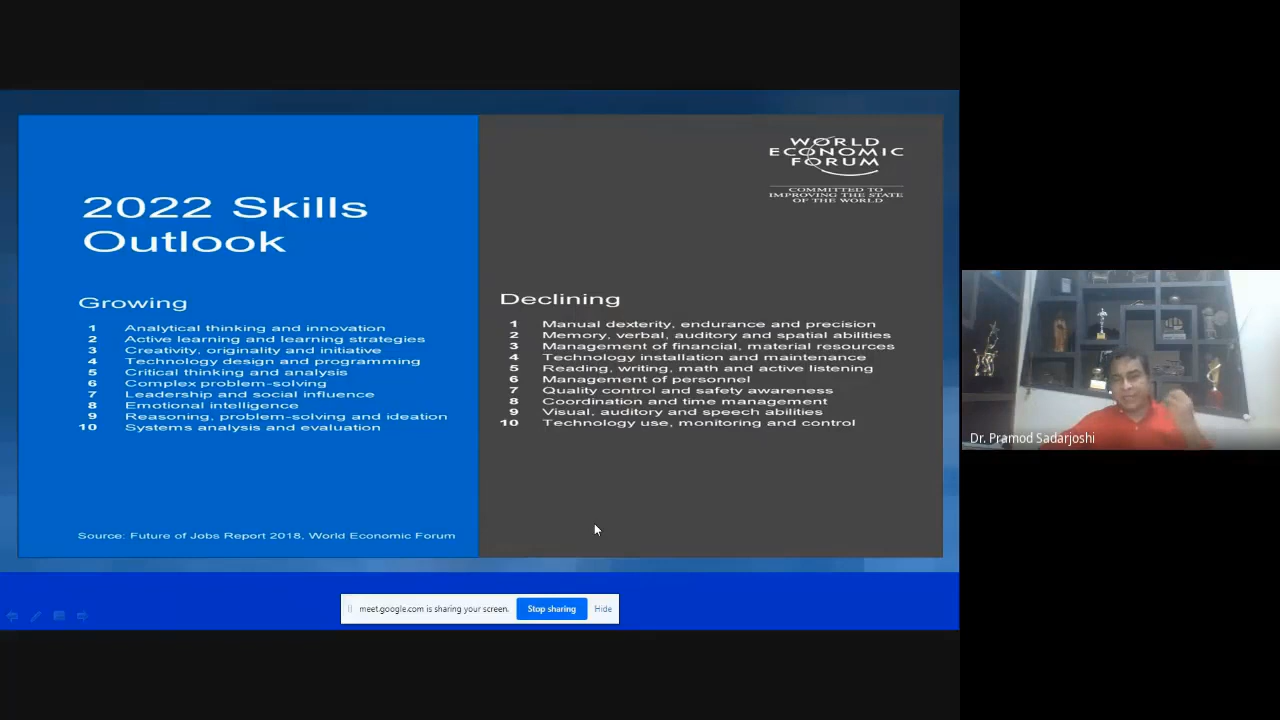 WORLD
ECONOMIC
FORUM
COMMITTED TO
IMPROVING THE STATE
OF THE WORLD
2022 Skills
Outlook
Growing
1 Analytical thinking and innovation
2 Active learning and learning strategies
3 Creativity, originality and initiative
4 Technology design and programming
5 Critical thinking and analysis
6 Complex problem-solving
7 Leadership and social influence
8 Emotional intelligence
9 Reasoning, problem-solving and ideation
10 Systems analysis and evaluation
Source: Future of Jobs Report 2018, World Economic Forum
Declining
1 Manual dexterity, endurance and precision
2 Memory, verbal, auditory and spatial abilities
3 Management of financial, material resources
4 Technology installation and maintenance
5 Reading, writing, math and active listening
6 Management of personnel
7 Quality control and safety awareness
8 Coordination and time management
9 Visual, auditory and speech abilities
10 Technology use, monitoring and control
meet.google.com is sharing your screen.
Stop sharing
Hide
Dr. Pramod Sadarjoshi